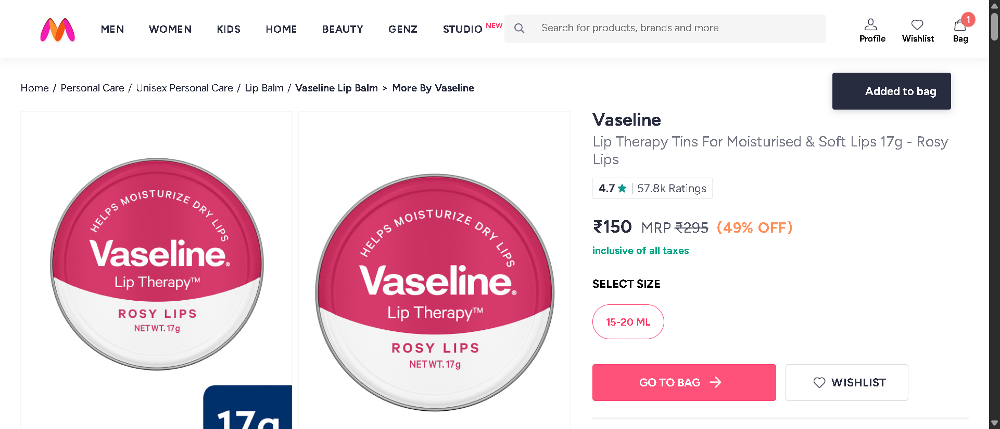 MEN
WOMEN
KIDS
HOME
BEAUTY
GENZ
STUDIO NEW
Search for products, brands and more
Profile
Wishlist
1
Bag
Home / Personal Care / Unisex Personal Care / Lip Balm / Vaseline Lip Balm > More By Vaseline
Added to bag
HELPS MOISTURIZE DRY LIPS
Vaseline®
Lip Therapy™
ROSY LIPS
NET WT. 17g
17g
HELPS MOISTURIZE DRY LIPS
Vaseline®
Lip Therapy™
ROSY LIPS
NET WT. 17g
Vaseline
Lip Therapy Tins For Moisturised & Soft Lips 17g - Rosy
Lips
4.7 ★ | 57.8k Ratings
₹150 MRP ₹295 (49% OFF)
inclusive of all taxes
SELECT SIZE
15-20 ML
GO TO BAG →
WISHLIST